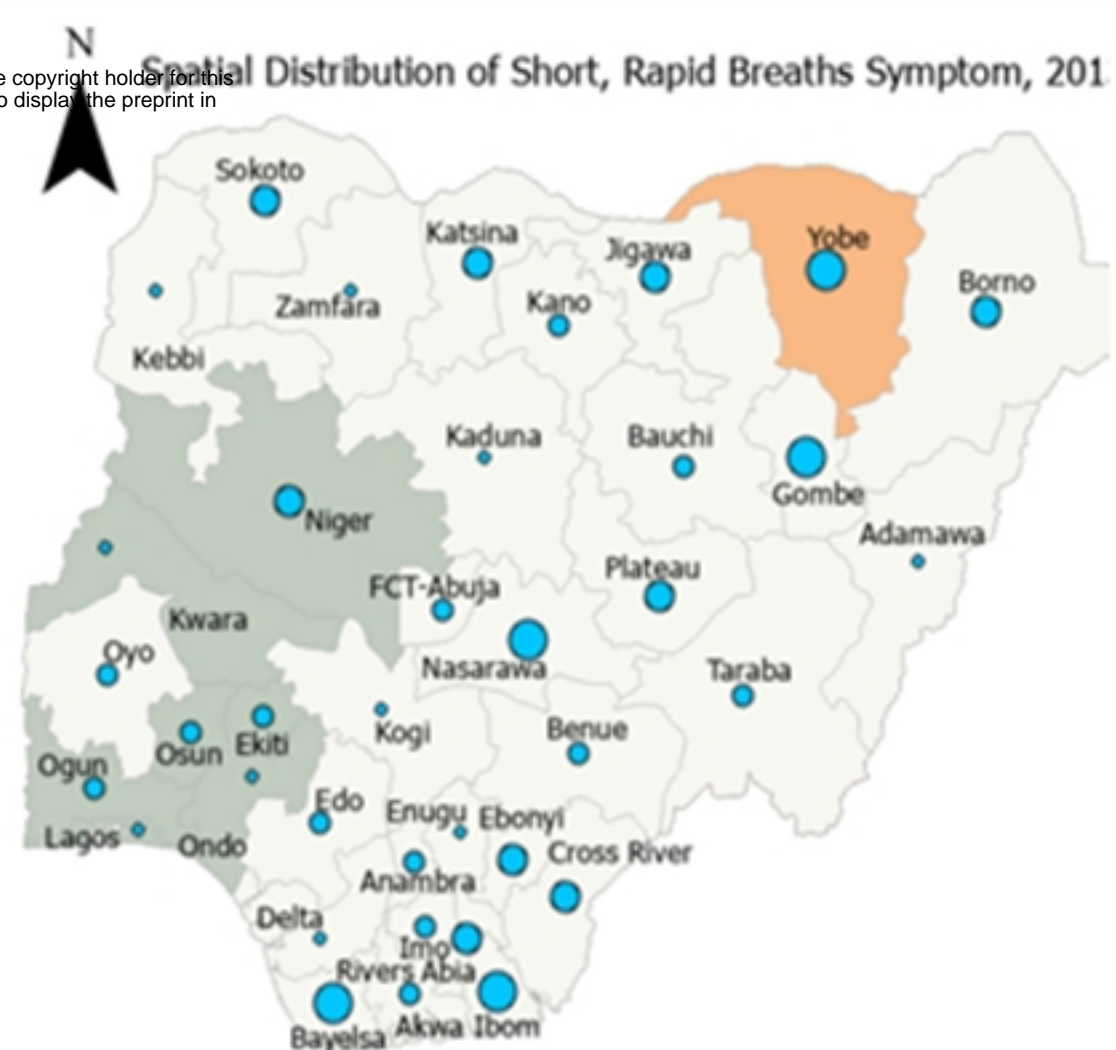 N
e copyright holder for this
o display the preprint in
Spatial Distribution of Short, Rapid Breaths Symptom, 201
Sokoto
Katsina
Jigawa
Yobe
Borno
Kano
Zamfara
Kebbi
Kaduna
Bauchi
Gombe
Niger
Adamawa
FCT-Abuja
Plateau
Kwara
Oyo
Nasarawa
Taraba
Kogi
Benue
Osun
Ekiti
Ogun
Edo
Enugu
Ebonyi
Lagos
Ondo
Cross River
Anambra
Delta
Imo
Rivers
Abia
Akwa Ibom
Bayelsa